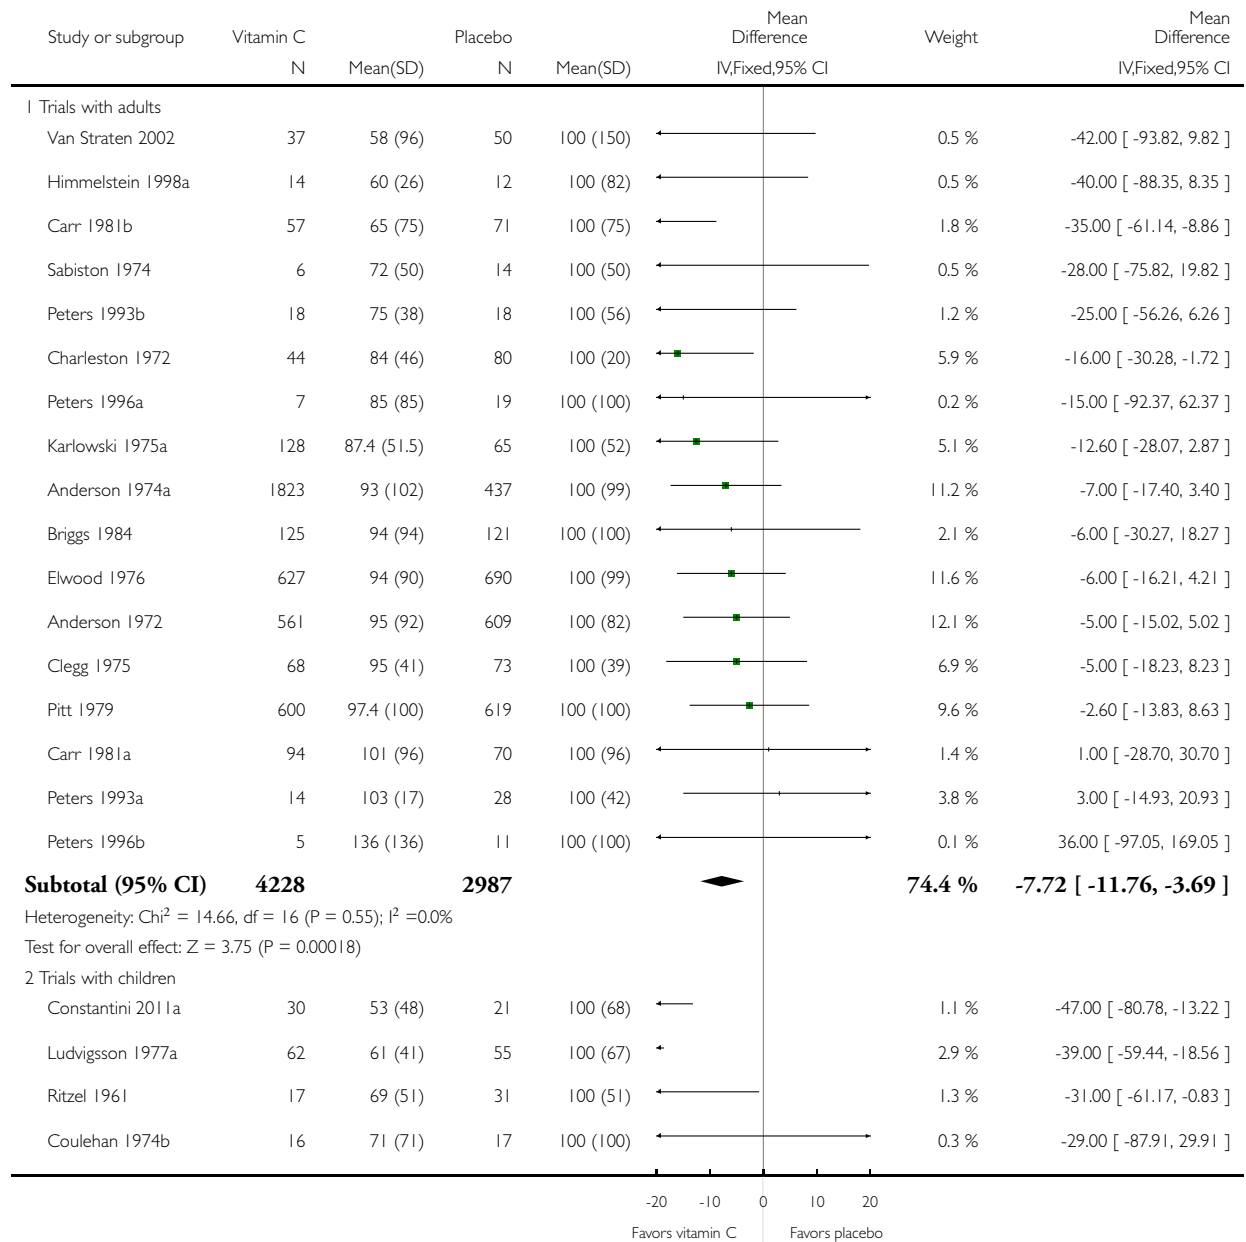 Mean Mean
Study or subgroup Vitamin C Placebo Difference Weight Difference
N Mean(SD) N Mean(SD) IV,Fixed,95% CI IV,Fixed,95% CI
1 Trials with adults
Van Straten 2002 37 58 (96) 50 100 (150) 0.5 % -42.00 [ -93.82, 9.82 ]
Himmelstein 1998a 14 60 (26) 12 100 (82) 0.5 % -40.00 [ -88.35, 8.35 ]
Carr 1981b 57 65 (75) 71 100 (75) 1.8 % -35.00 [ -61.14, -8.86 ]
Sabiston 1974 6 72 (50) 14 100 (50) 0.5 % -28.00 [ -75.82, 19.82 ]
Peters 1993b 18 75 (38) 18 100 (56) 1.2 % -25.00 [ -56.26, 6.26 ]
Charleston 1972 44 84 (46) 80 100 (20) 5.9 % -16.00 [ -30.28, -1.72 ]
Peters 1996a 7 85 (85) 19 100 (100) 0.2 % -15.00 [ -92.37, 62.37 ]
Karlowski 1975a 128 87.4 (51.5) 65 100 (52) 5.1 % -12.60 [ -28.07, 2.87 ]
Anderson 1974a 1823 93 (102) 437 100 (99) 11.2 % -7.00 [ -17.40, 3.40 ]
Briggs 1984 125 94 (94) 121 100 (100) 2.1 % -6.00 [ -30.27, 18.27 ]
Elwood 1976 627 94 (90) 690 100 (99) 11.6 % -6.00 [ -16.21, 4.21 ]
Anderson 1972 561 95 (92) 609 100 (82) 12.1 % -5.00 [ -15.02, 5.02 ]
Clegg 1975 68 95 (41) 73 100 (39) 6.9 % -5.00 [ -18.23, 8.23 ]
Pitt 1979 600 97.4 (100) 619 100 (100) 9.6 % -2.60 [ -13.83, 8.63 ]
Carr 1981a 94 101 (96) 70 100 (96) 1.4 % 1.00 [ -28.70, 30.70 ]
Peters 1993a 14 103 (17) 28 100 (42) 3.8 % 3.00 [ -14.93, 20.93 ]
Peters 1996b 5 136 (136) 11 100 (100) 0.1 % 36.00 [ -97.05, 169.05 ]
Subtotal (95% CI) 4228 2987 74.4 % -7.72 [ -11.76, -3.69 ]
Heterogeneity: Chi² = 14.66, df = 16 (P = 0.55); I² =0.0%
Test for overall effect: Z = 3.75 (P = 0.00018)
2 Trials with children
Constantini 2011a 30 53 (48) 21 100 (68) 1.1 % -47.00 [ -80.78, -13.22 ]
Ludvigsson 1977a 62 61 (41) 55 100 (67) 2.9 % -39.00 [ -59.44, -18.56 ]
Ritzel 1961 17 69 (51) 31 100 (51) 1.3 % -31.00 [ -61.17, -0.83 ]
Coulehan 1974b 16 71 (71) 17 100 (100) 0.3 % -29.00 [ -87.91, 29.91 ]
-20 -10 0 10 20
Favors vitamin C Favors placebo